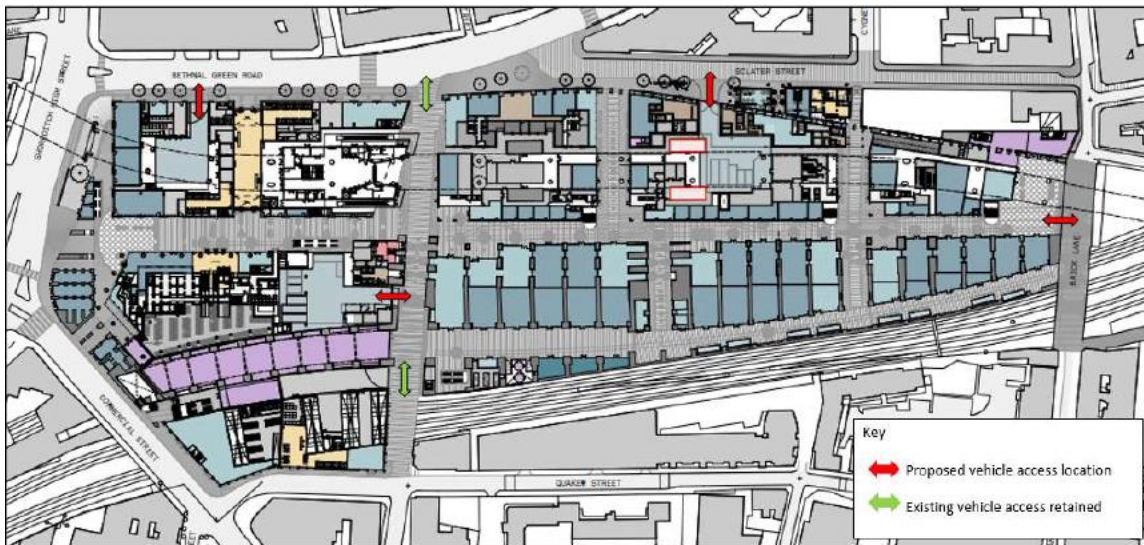 BETHNAL GREEN ROAD
SCLATER STREET
SHOREDITCH HIGH STREET
BRICK LANE
COMMERCIAL STREET
QUAKER STREET
Key
Proposed vehicle access location
Existing vehicle access retained